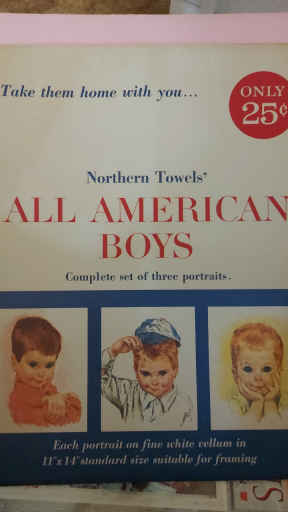 Take them home with you...
ONLY
25¢
Northern Towels'
ALL AMERICAN
BOYS
Complete set of three portraits.
Each portrait on fine white vellum in
11"x14" standard size suitable for framing